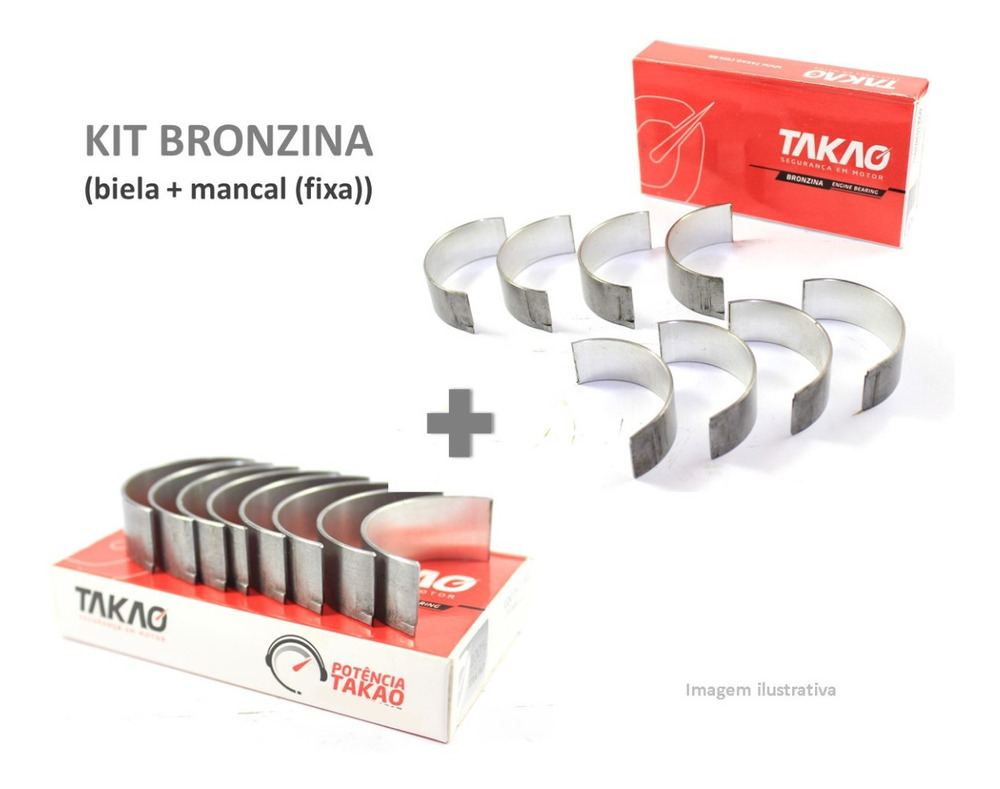 KIT BRONZINA
(biela + mancal (fixa))
TAKAO
TAKAO
SEGURANÇA EM MOTOR
BRONZINA ENGINE BEARING
TAKAO
SEGURANÇA EM MOTOR
POTÊNCIA
TAKAO
Imagem ilustrativa